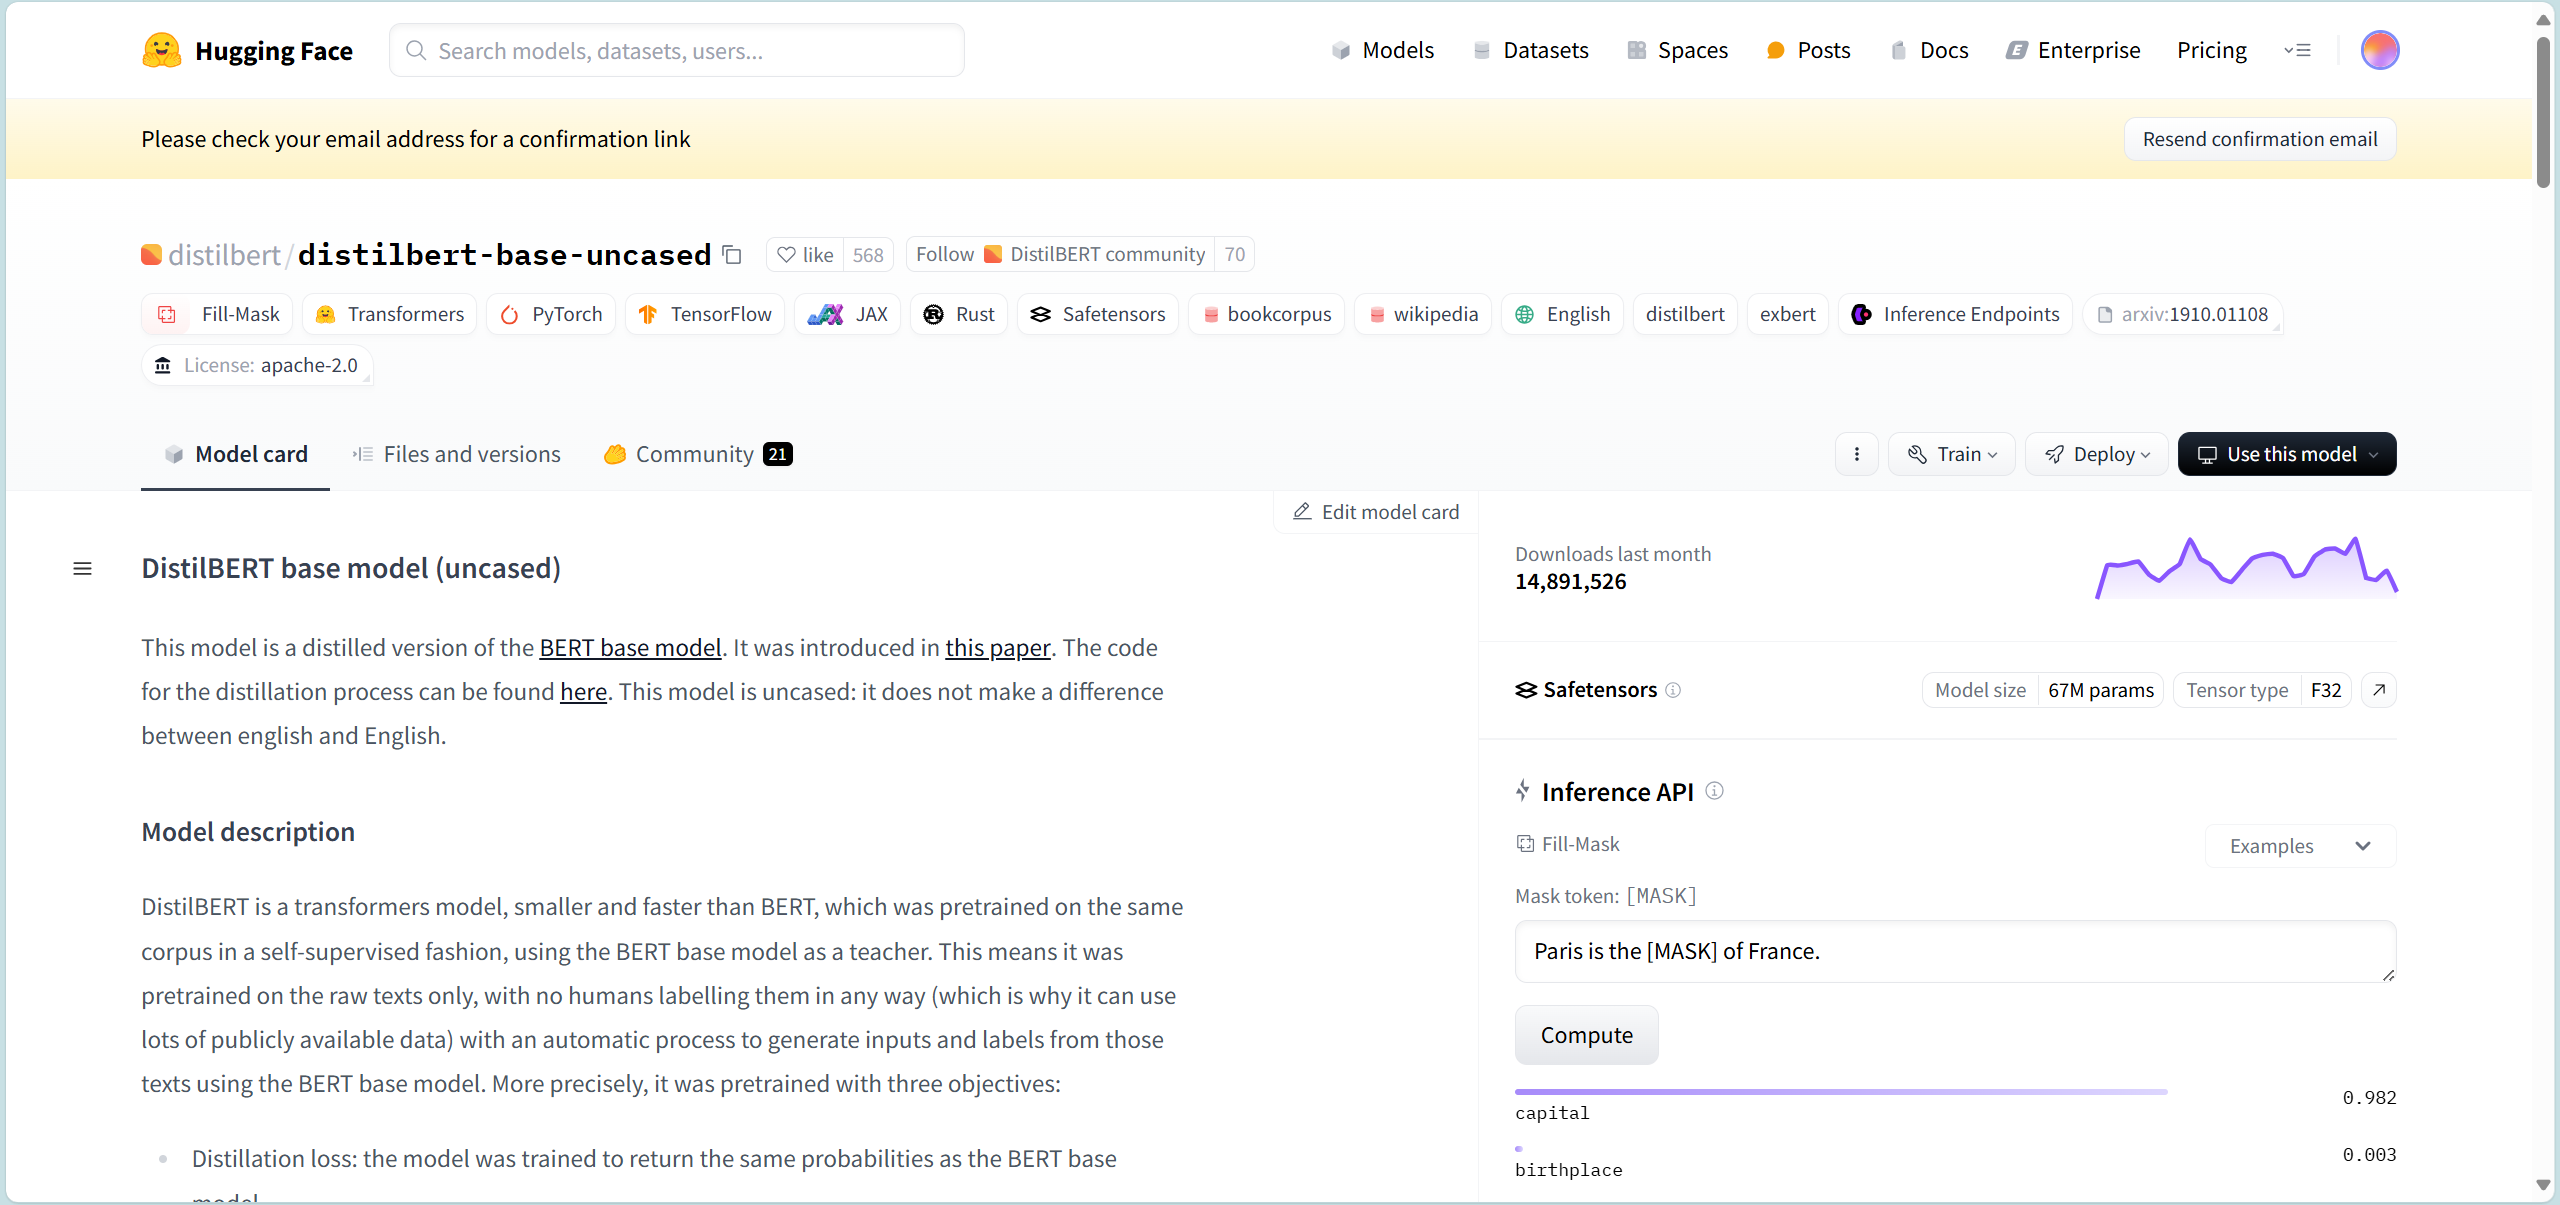 Hugging Face
Search models, datasets, users...
Models
Datasets
Spaces
Posts
Docs
Enterprise
Pricing
Please check your email address for a confirmation link
Resend confirmation email
distilbert/distilbert-base-uncased
like 568
Follow DistilBERT community 70
Fill-Mask
Transformers
PyTorch
TensorFlow
JAX
Rust
Safetensors
bookcorpus
wikipedia
English
distilbert
exbert
Inference Endpoints
arxiv:1910.01108
License: apache-2.0
Model card
Files and versions
Community 21
Train
Deploy
Use this model
Edit model card
DistilBERT base model (uncased)
This model is a distilled version of the BERT base model. It was introduced in this paper. The code
for the distillation process can be found here. This model is uncased: it does not make a difference
between english and English.
Model description
DistilBERT is a transformers model, smaller and faster than BERT, which was pretrained on the same
corpus in a self-supervised fashion, using the BERT base model as a teacher. This means it was
pretrained on the raw texts only, with no humans labelling them in any way (which is why it can use
lots of publicly available data) with an automatic process to generate inputs and labels from those
texts using the BERT base model. More precisely, it was pretrained with three objectives:
• Distillation loss: the model was trained to return the same probabilities as the BERT base
model.
Downloads last month
14,891,526
Safetensors
Model size 67M params
Tensor type F32
Inference API
Fill-Mask
Examples
Mask token: [MASK]
Paris is the [MASK] of France.
Compute
capital 0.982
birthplace 0.003